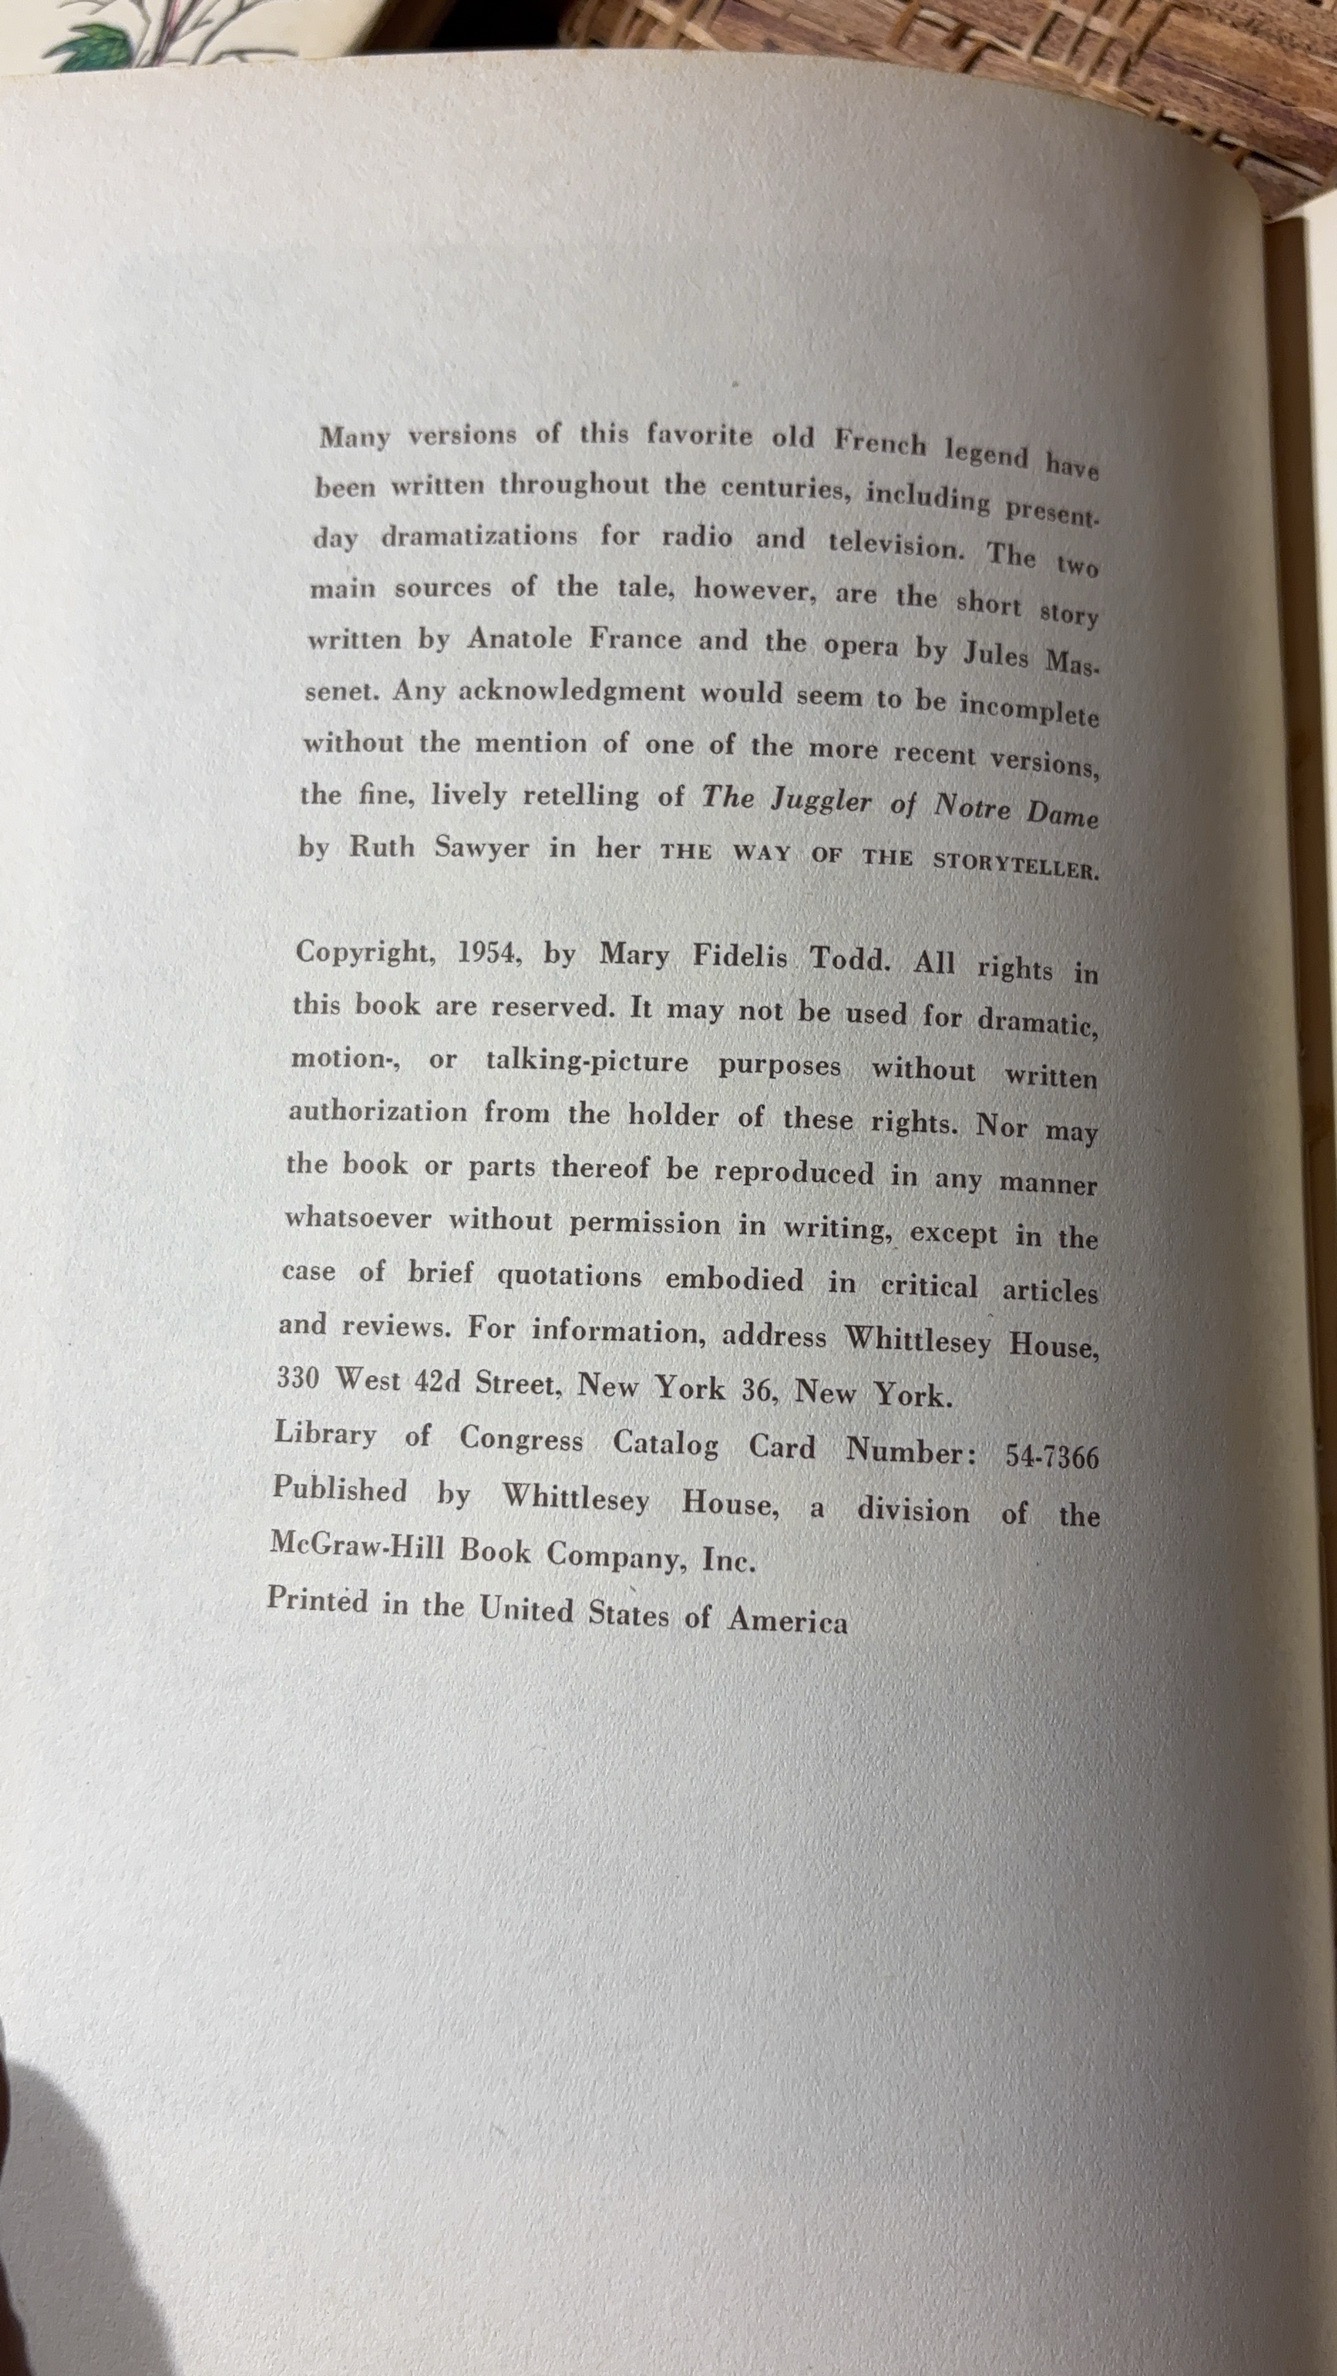 Many versions of this favorite old French legend have
been written throughout the centuries, including present-
day dramatizations for radio and television. The two
main sources of the tale, however, are the short story
written by Anatole France and the opera by Jules Mas-
senet. Any acknowledgment would seem to be incomplete
without the mention of one of the more recent versions,
the fine, lively retelling of The Juggler of Notre Dame
by Ruth Sawyer in her THE WAY OF THE STORYTELLER.
Copyright, 1954, by Mary Fidelis Todd. All rights in
this book are reserved. It may not be used for dramatic,
motion-, or talking-picture purposes without written
authorization from the holder of these rights. Nor may
the book or parts thereof be reproduced in any manner
whatsoever without permission in writing, except in the
case of brief quotations embodied in critical articles
and reviews. For information, address Whittlesey House,
330 West 42d Street, New York 36, New York.
Library of Congress Catalog Card Number: 54-7366
Published by Whittlesey House, a division of the
McGraw-Hill Book Company, Inc.
Printed in the United States of America